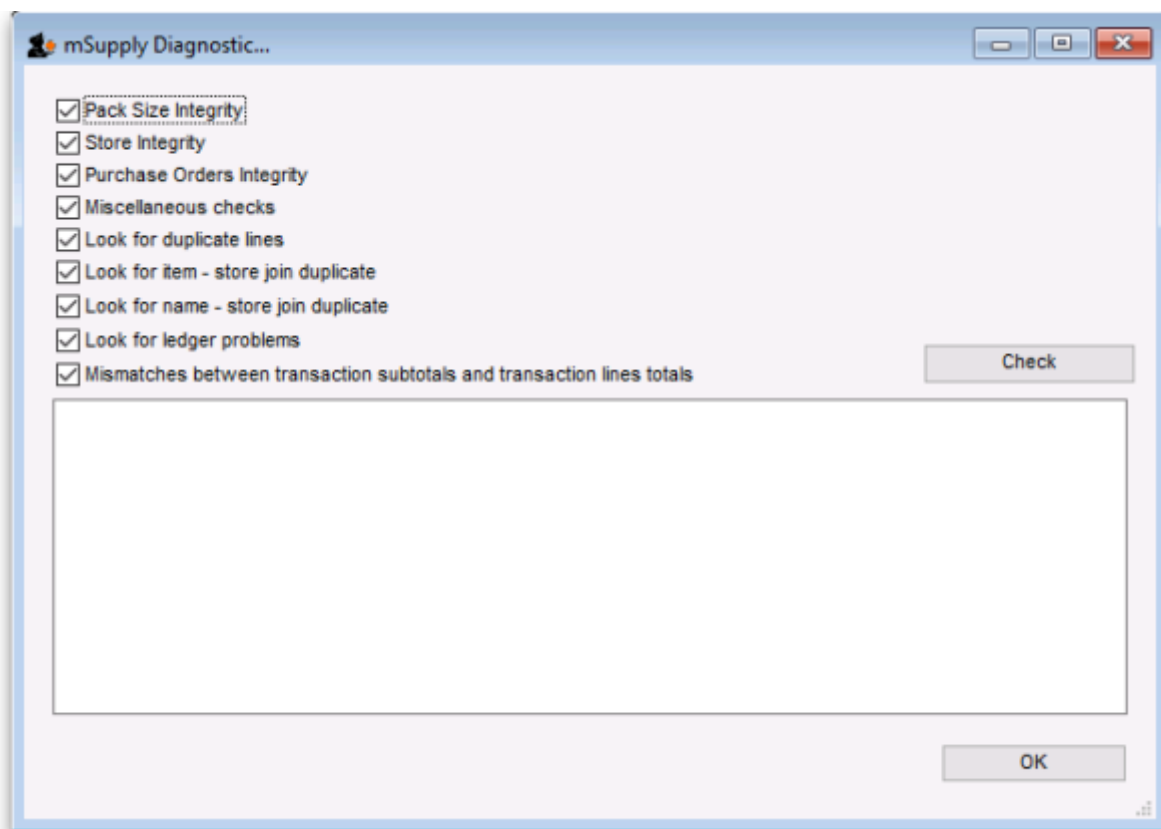 mSupply Diagnostic...
Pack Size Integrity
Store Integrity
Purchase Orders Integrity
Miscellaneous checks
Look for duplicate lines
Look for item - store join duplicate
Look for name - store join duplicate
Look for ledger problems
Mismatches between transaction subtotals and transaction lines totals
Check
OK